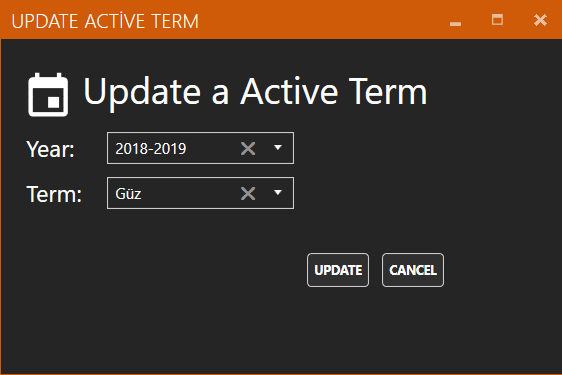 UPDATE ACTİVE TERM
Update a Active Term
Year: 2018-2019
Term: Güz
UPDATE CANCEL